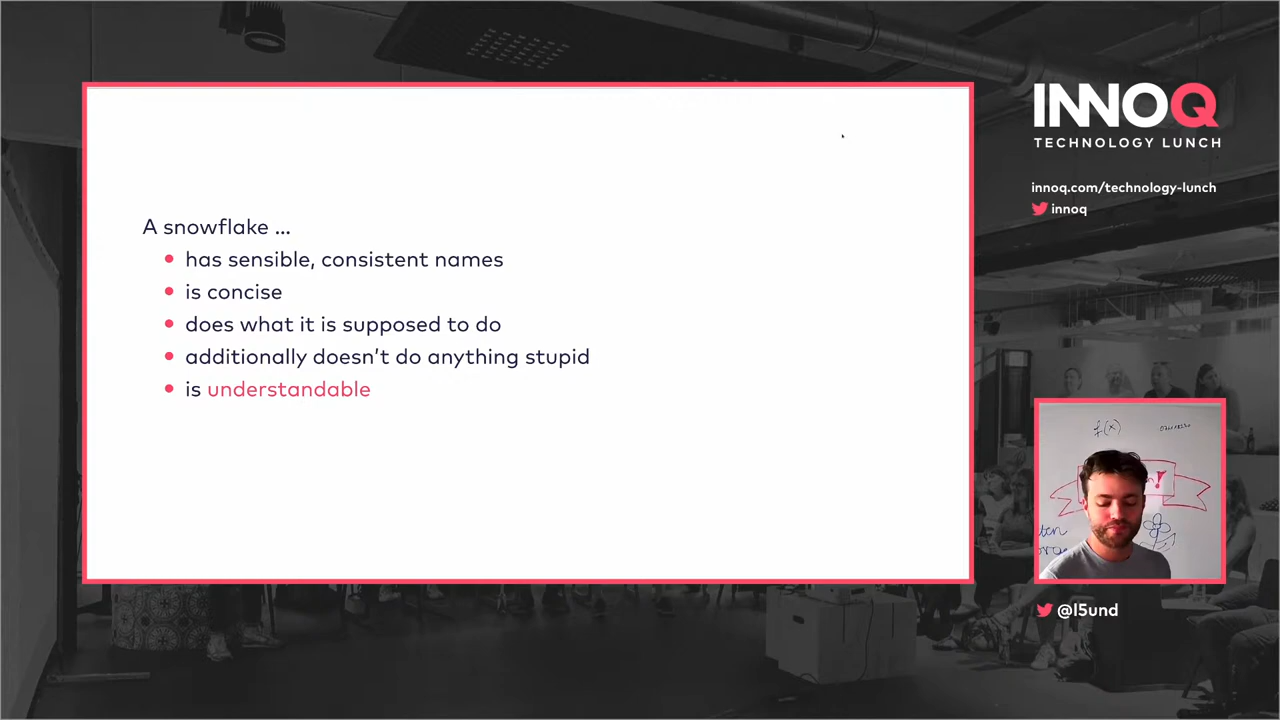 A snowflake ...
• has sensible, consistent names
• is concise
• does what it is supposed to do
• additionally doesn't do anything stupid
• is understandable
INNOQ
TECHNOLOGY LUNCH
innoq.com/technology-lunch
innoq
f(x)
@l5und